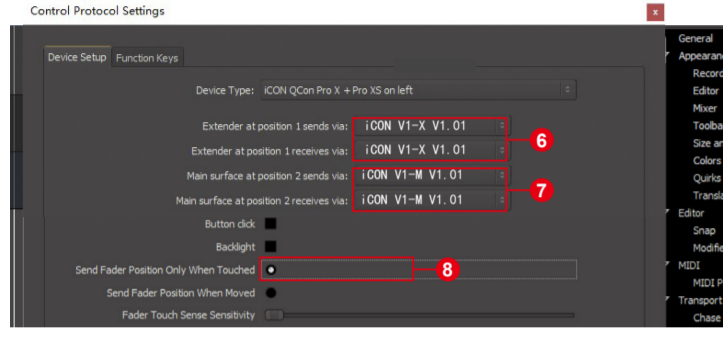 Control Protocol Settings
x
Device Setup Function Keys
Device Type: iCON QCon Pro X + Pro XS on left
Extender at position 1 sends via: iCON V1-X V1.01
6
Extender at position 1 receives via: iCON V1-X V1.01
Main surface at position 2 sends via: iCON V1-M V1.01
7
Main surface at position 2 receives via: iCON V1-M V1.01
Button click
Backlight
Send Fader Position Only When Touched
8
Send Fader Position When Moved
Fader Touch Sense Sensitivity
General
Appearan
Record
Editor
Mixer
Toolba
Size an
Colors
Quirks
Transla
Editor
Snap
Modifie
MIDI
MIDI P
Transport
Chase